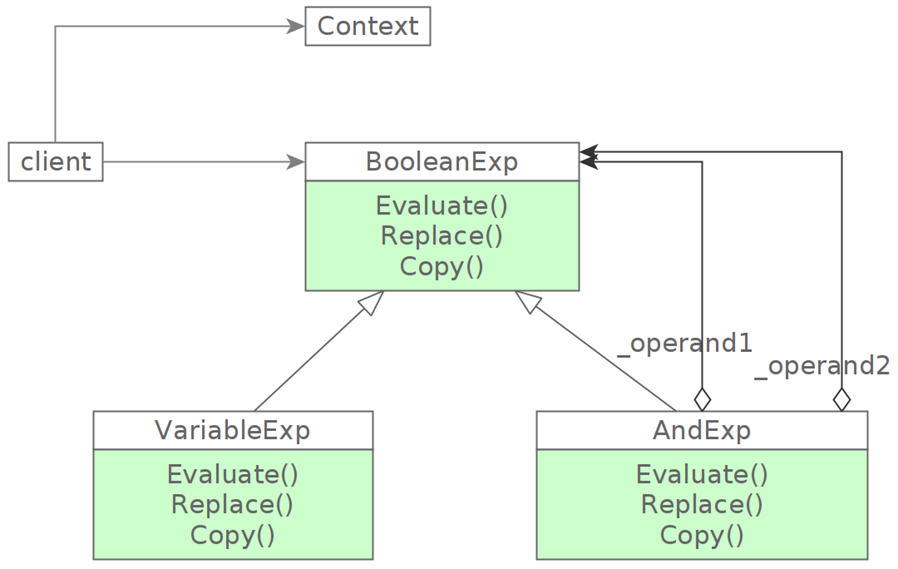 Context
client
BooleanExp
Evaluate()
Replace()
Copy()
_operand1
_operand2
VariableExp
Evaluate()
Replace()
Copy()
AndExp
Evaluate()
Replace()
Copy()